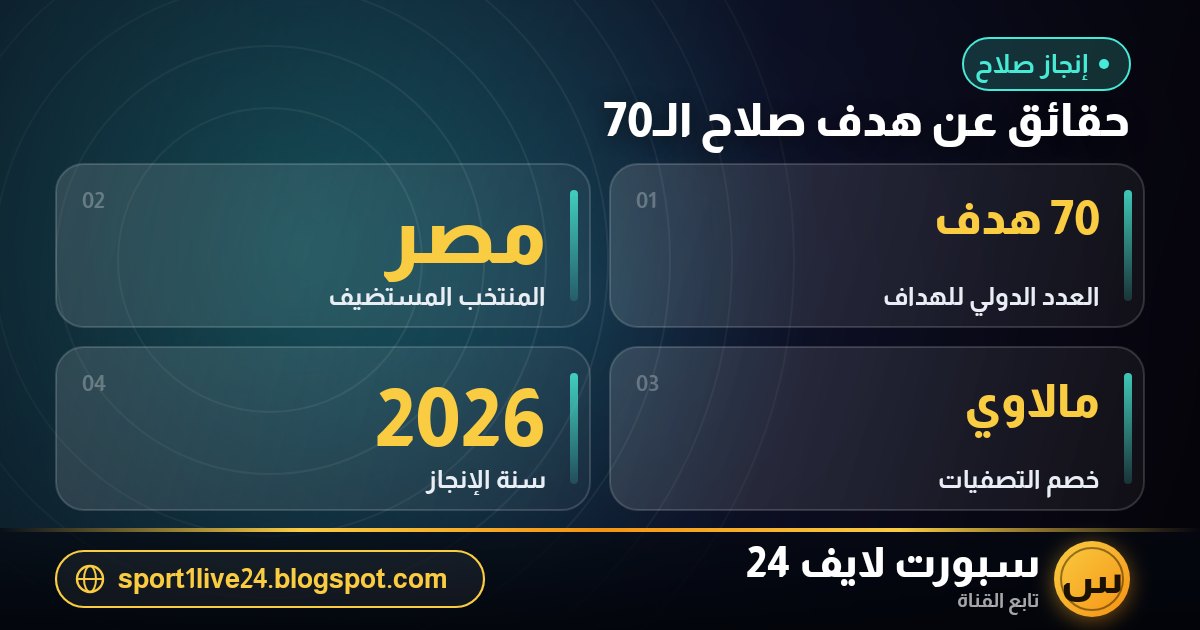 إنجاز صلاح
حقائق عن هدف صلاح الـ70
01
70 هدف
العدد الدولي للهداف
02
مصر
المنتخب المستضيف
03
مالاوي
خصم التصفيات
04
2026
سنة الإنجاز
س
سبورت لايف 24
تابع القناة
sport1live24.blogspot.com